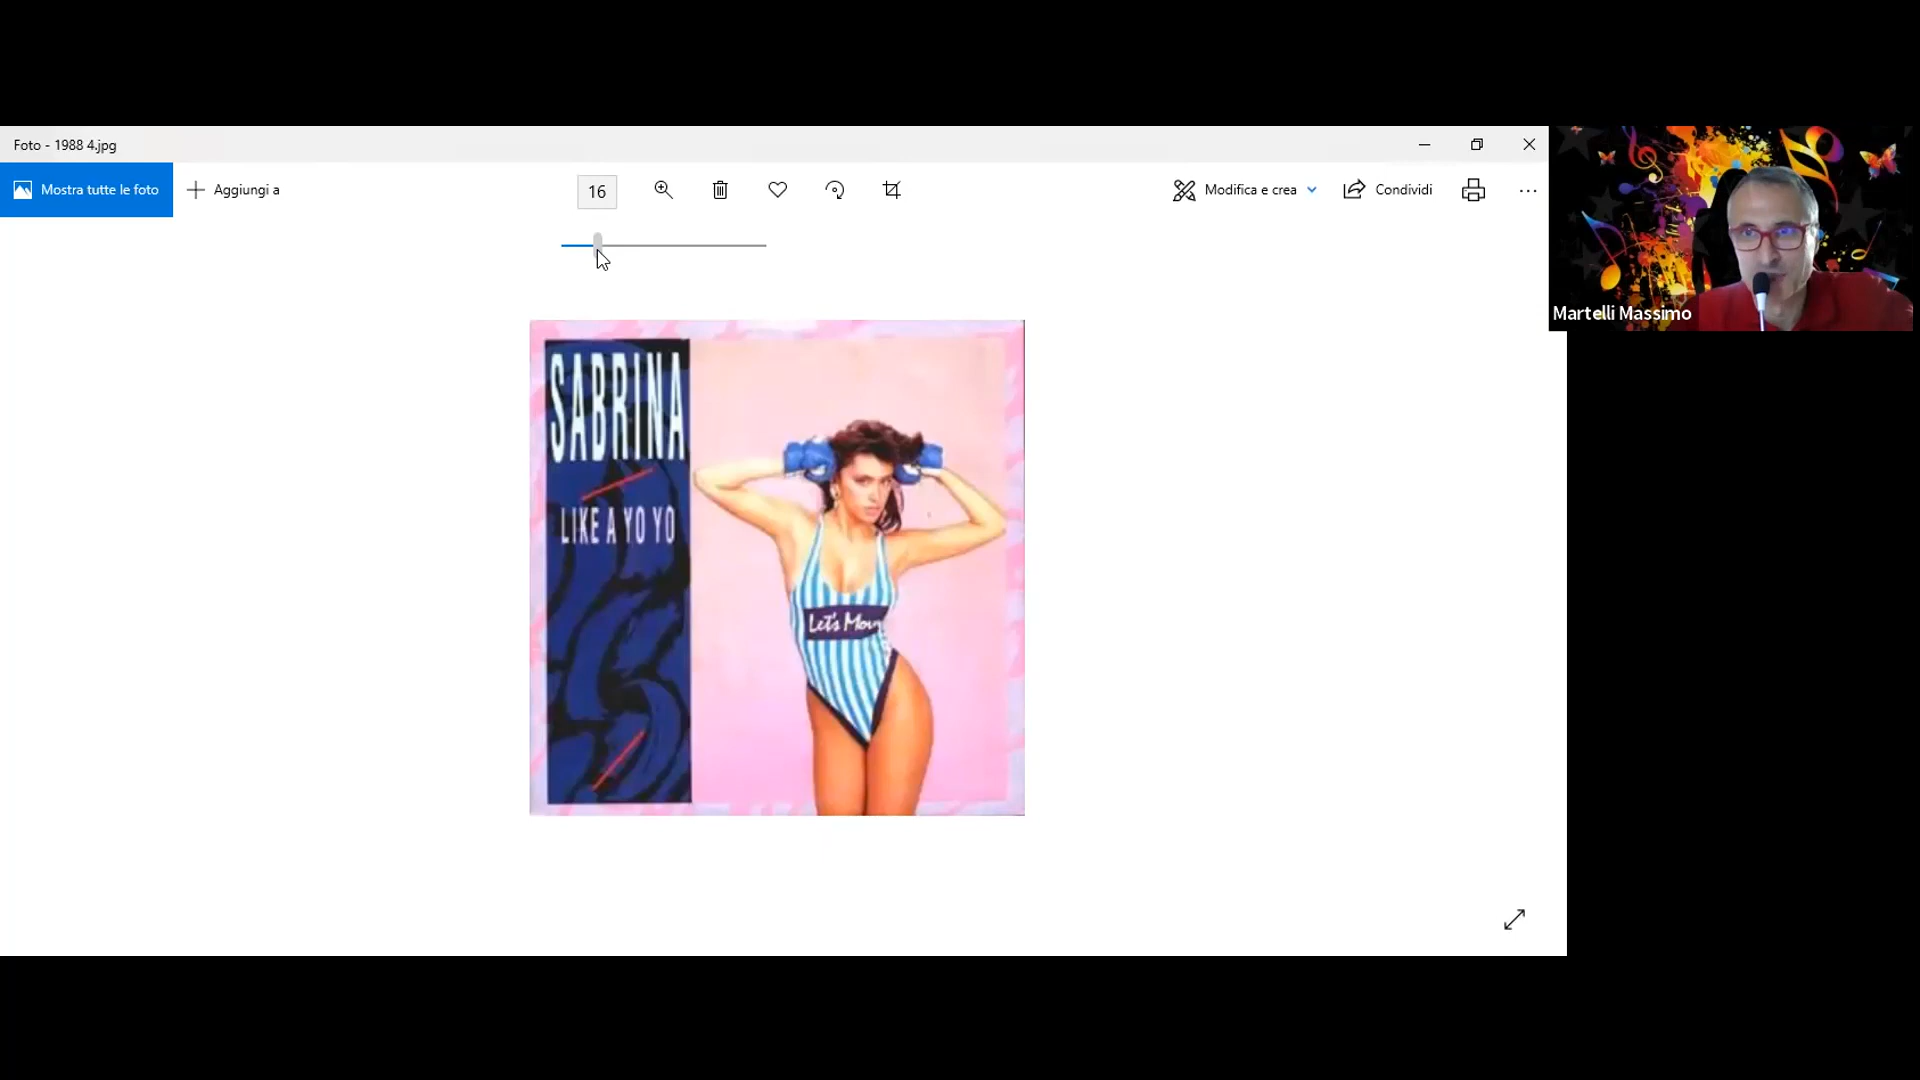 Foto - 1988 4.jpg
Mostra tutte le foto
Aggiungi a
16
Modifica e crea
Condividi
Martelli Massimo
SABRINA
LIKE A YO YO
Let's Mov